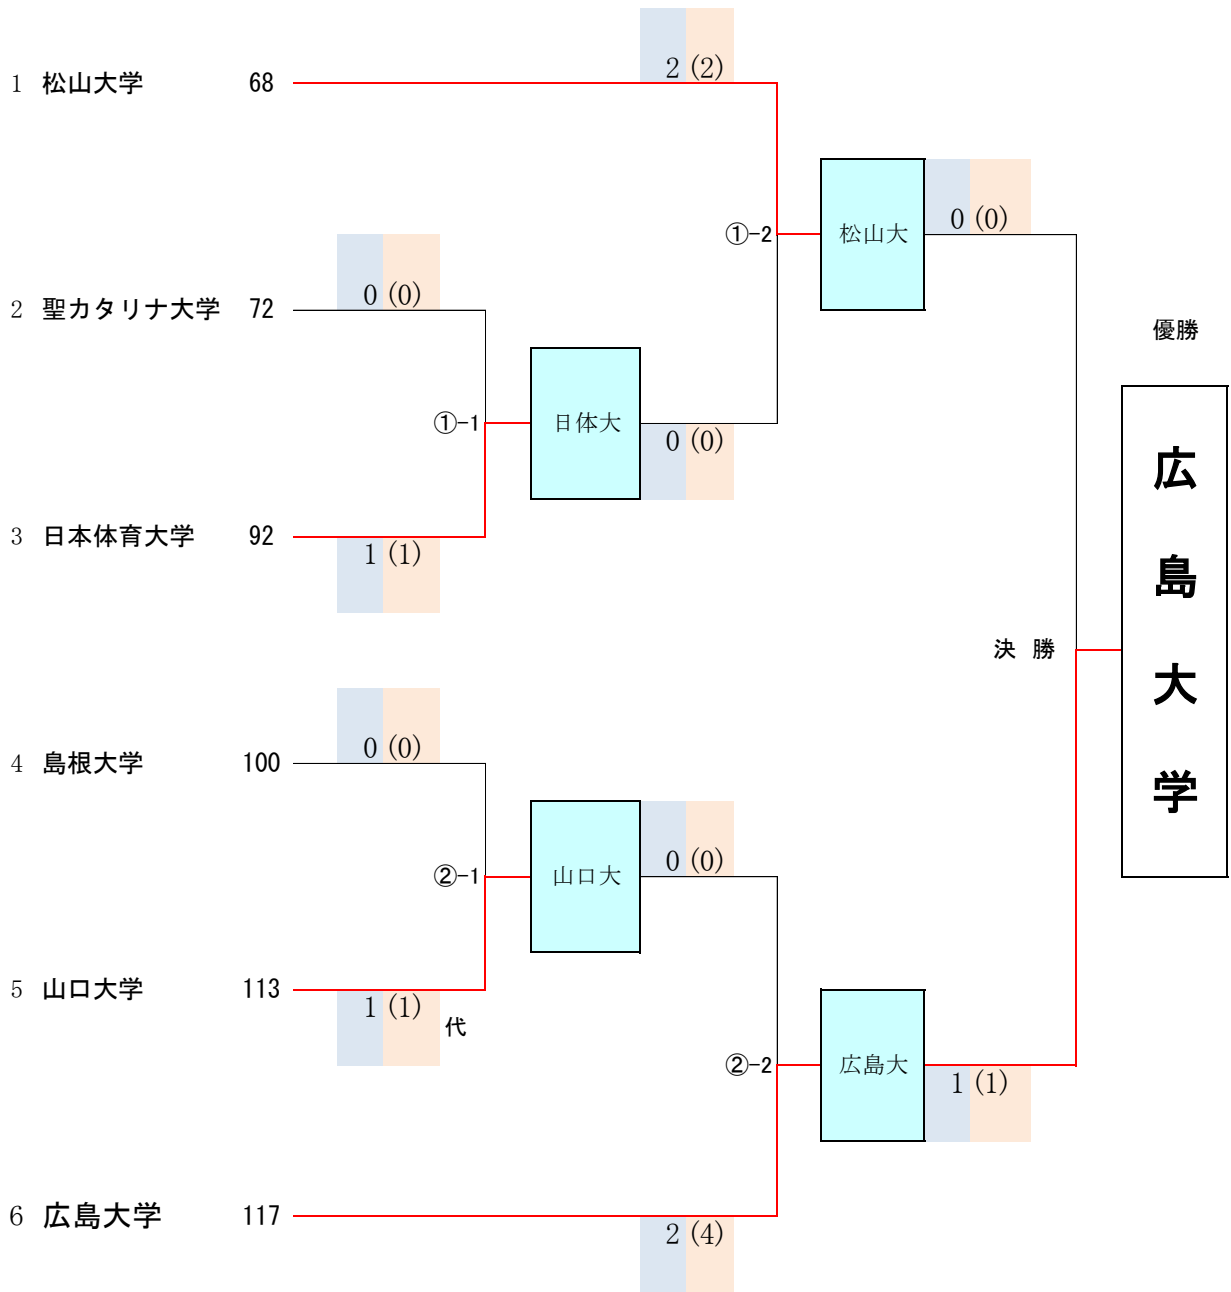 2 (2)
1 松山大学 68
①-2
松山大
0 (0)
0 (0)
2 聖カタリナ大学 72
優勝
①-1
日体大
0 (0)
広島大学
3 日本体育大学 92
1 (1)
決 勝
0 (0)
4 島根大学 100
②-1
山口大
0 (0)
5 山口大学 113
1 (1)
代
②-2
広島大
1 (1)
6 広島大学 117
2 (4)